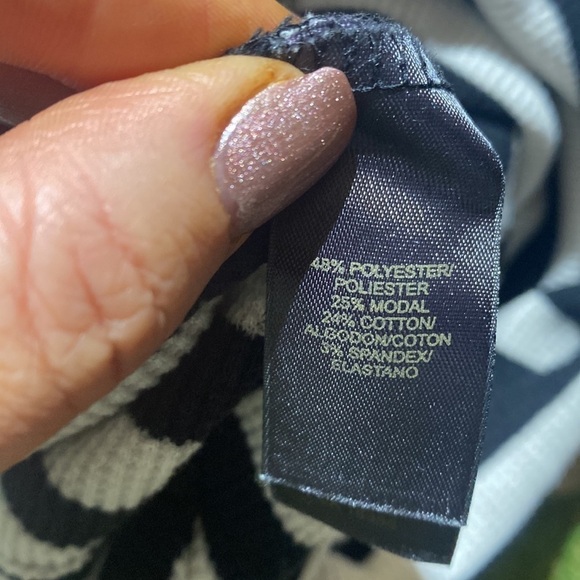 48% POLYESTER/
POLIESTER
25% MODAL
24% COTTON/
ALGODON/COTON
3% SPANDEX/
ELASTANO